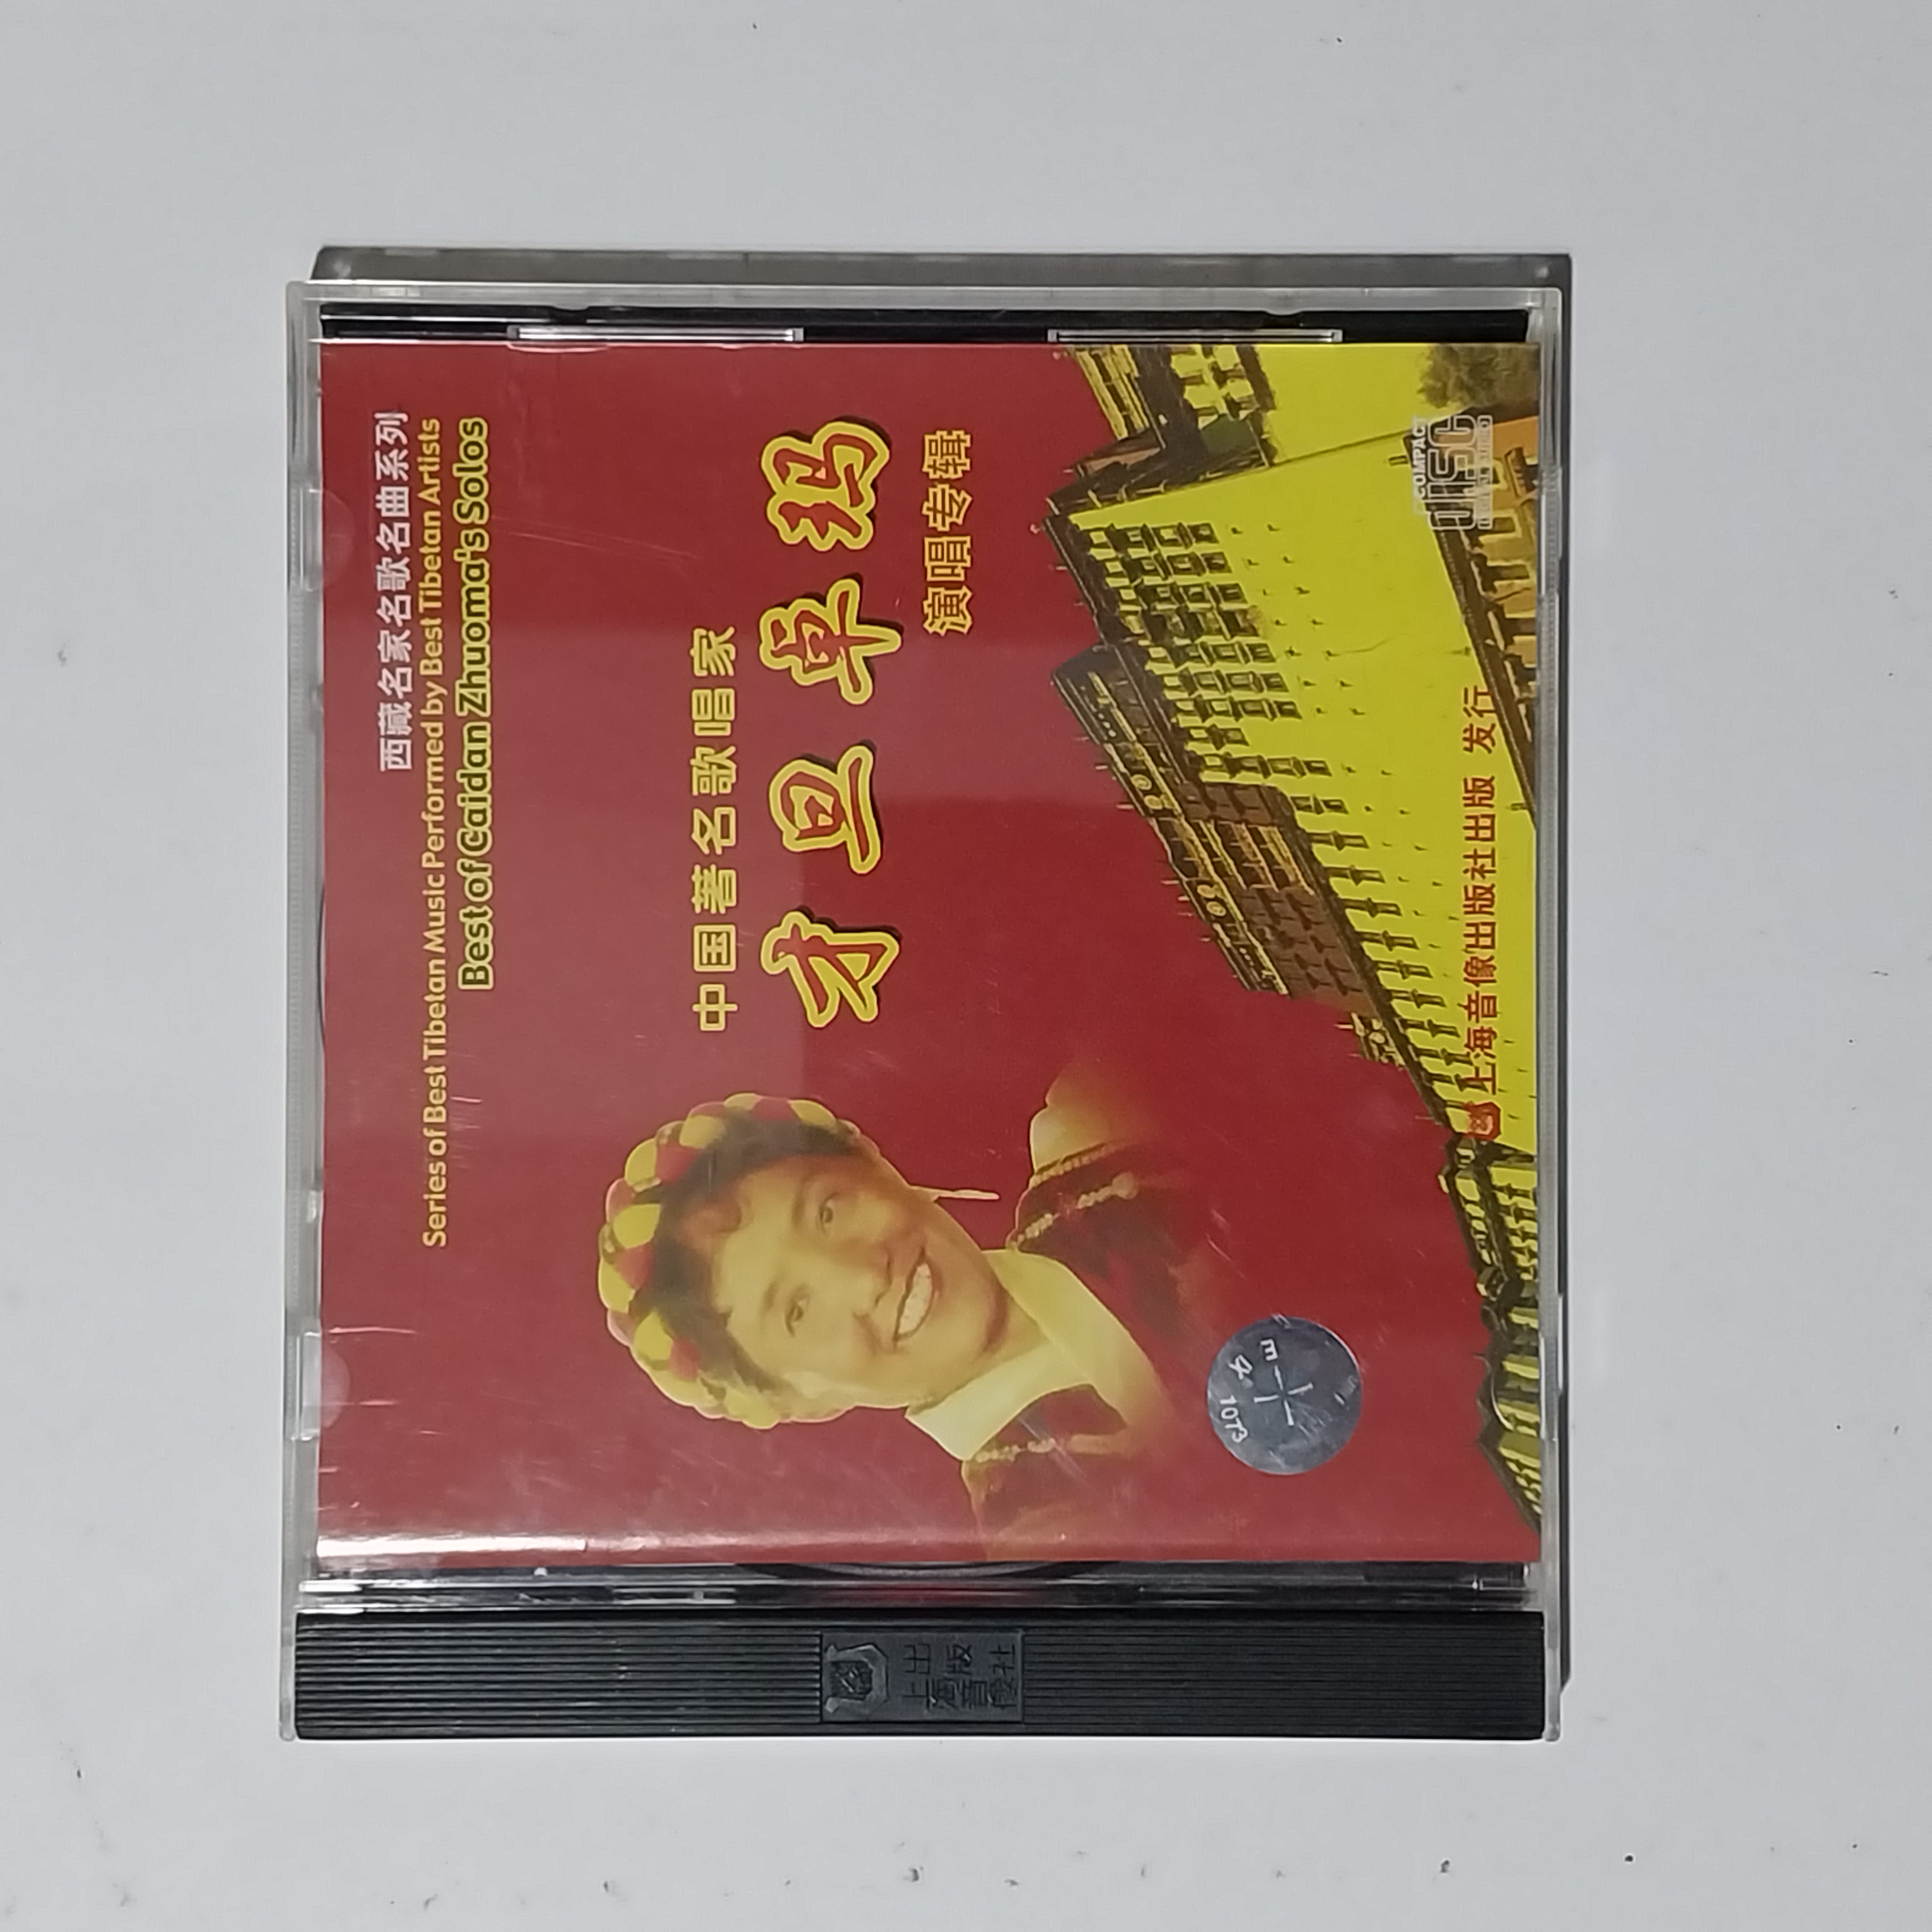 西藏名家名歌名曲系列
Series of Best Tibetan Music Performed by Best Tibetan Artists
Best of Caidan Zhuoma's Solos
中国著名歌唱家
才旦卓玛
演唱专辑
COMPACT
disc
上海音像出版社出版 发行
1073
上海音像
出版社